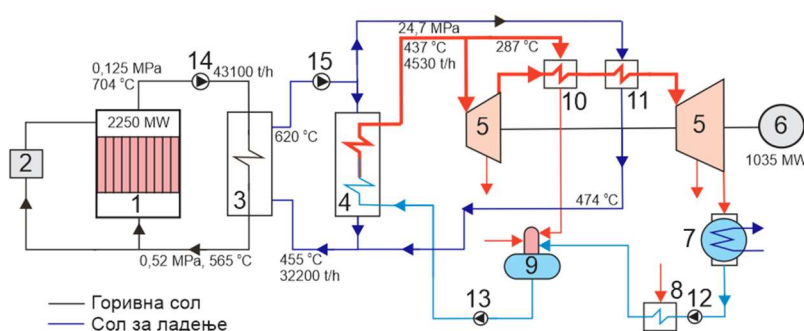 14
15
24,7 MPa
0,125 MPa
704 °C
43100 t/h
437 °C
4530 t/h
287 °C
10
11
2250 MW
620 °C
5
5
6
1035 MW
2
1
3
4
474 °C
7
0,52 MPa, 565 °C
455 °C
32200 t/h
9
8
12
13
Горивна сол
Сол за ладење